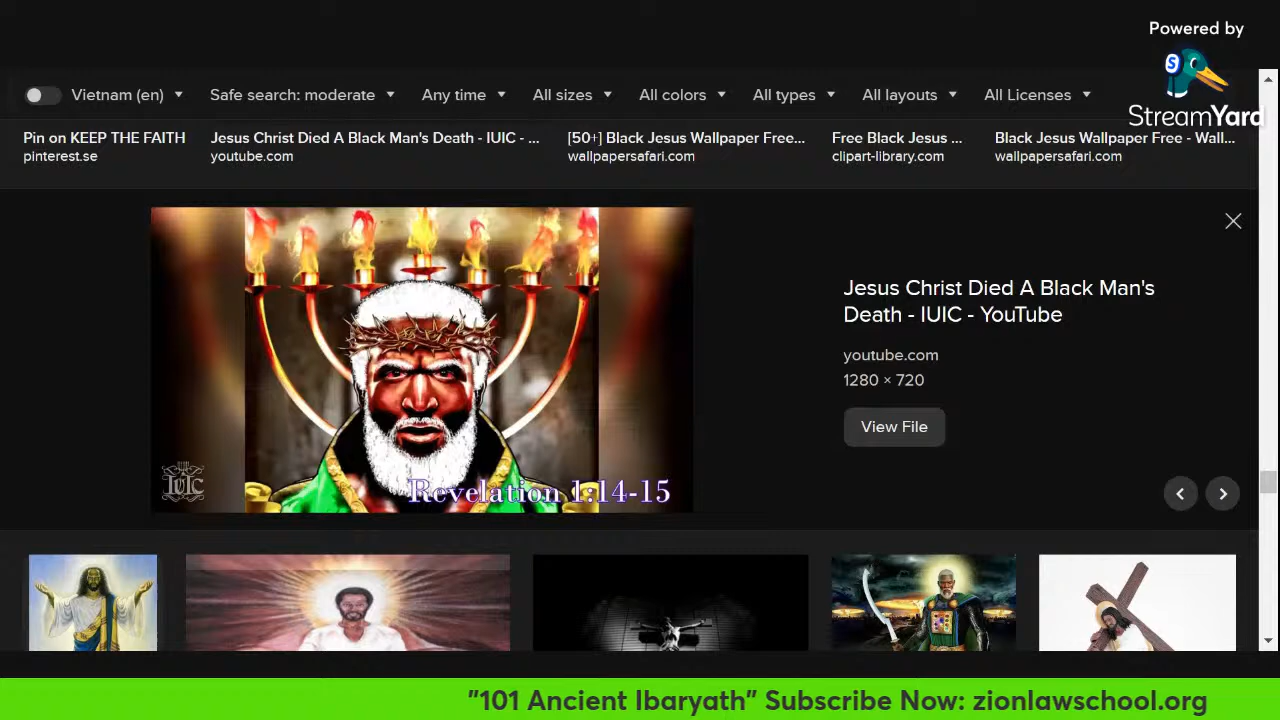 Powered by
StreamYard
Vietnam (en) Safe search: moderate Any time All sizes All colors All types All layouts All Licenses
Pin on KEEP THE FAITH
pinterest.se
Jesus Christ Died A Black Man's Death - IUIC - ...
youtube.com
[50+] Black Jesus Wallpaper Free...
wallpapersafari.com
Free Black Jesus ...
clipart-library.com
Black Jesus Wallpaper Free - Wall...
wallpapersafari.com
IUIC
Revelation 1:14-15
Jesus Christ Died A Black Man's
Death - IUIC - YouTube
youtube.com
1280 × 720
View File
"101 Ancient Ibaryath" Subscribe Now: zionlawschool.org